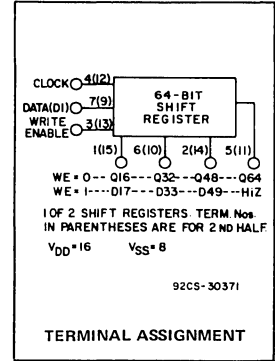 CLOCK 4(12)
DATA(D1) 7(9)
WRITE ENABLE 3(13)
64-BIT
SHIFT
REGISTER
1(15) 6(10) 2(14) 5(11)
WE=0--Q16---Q32---Q48---Q64
WE=1----D17---D33---D49---HiZ
1 OF 2 SHIFT REGISTERS. TERM. Nos.
IN PARENTHESES ARE FOR 2 ND HALF.
VDD=16 VSS=8
92CS-30371
TERMINAL ASSIGNMENT